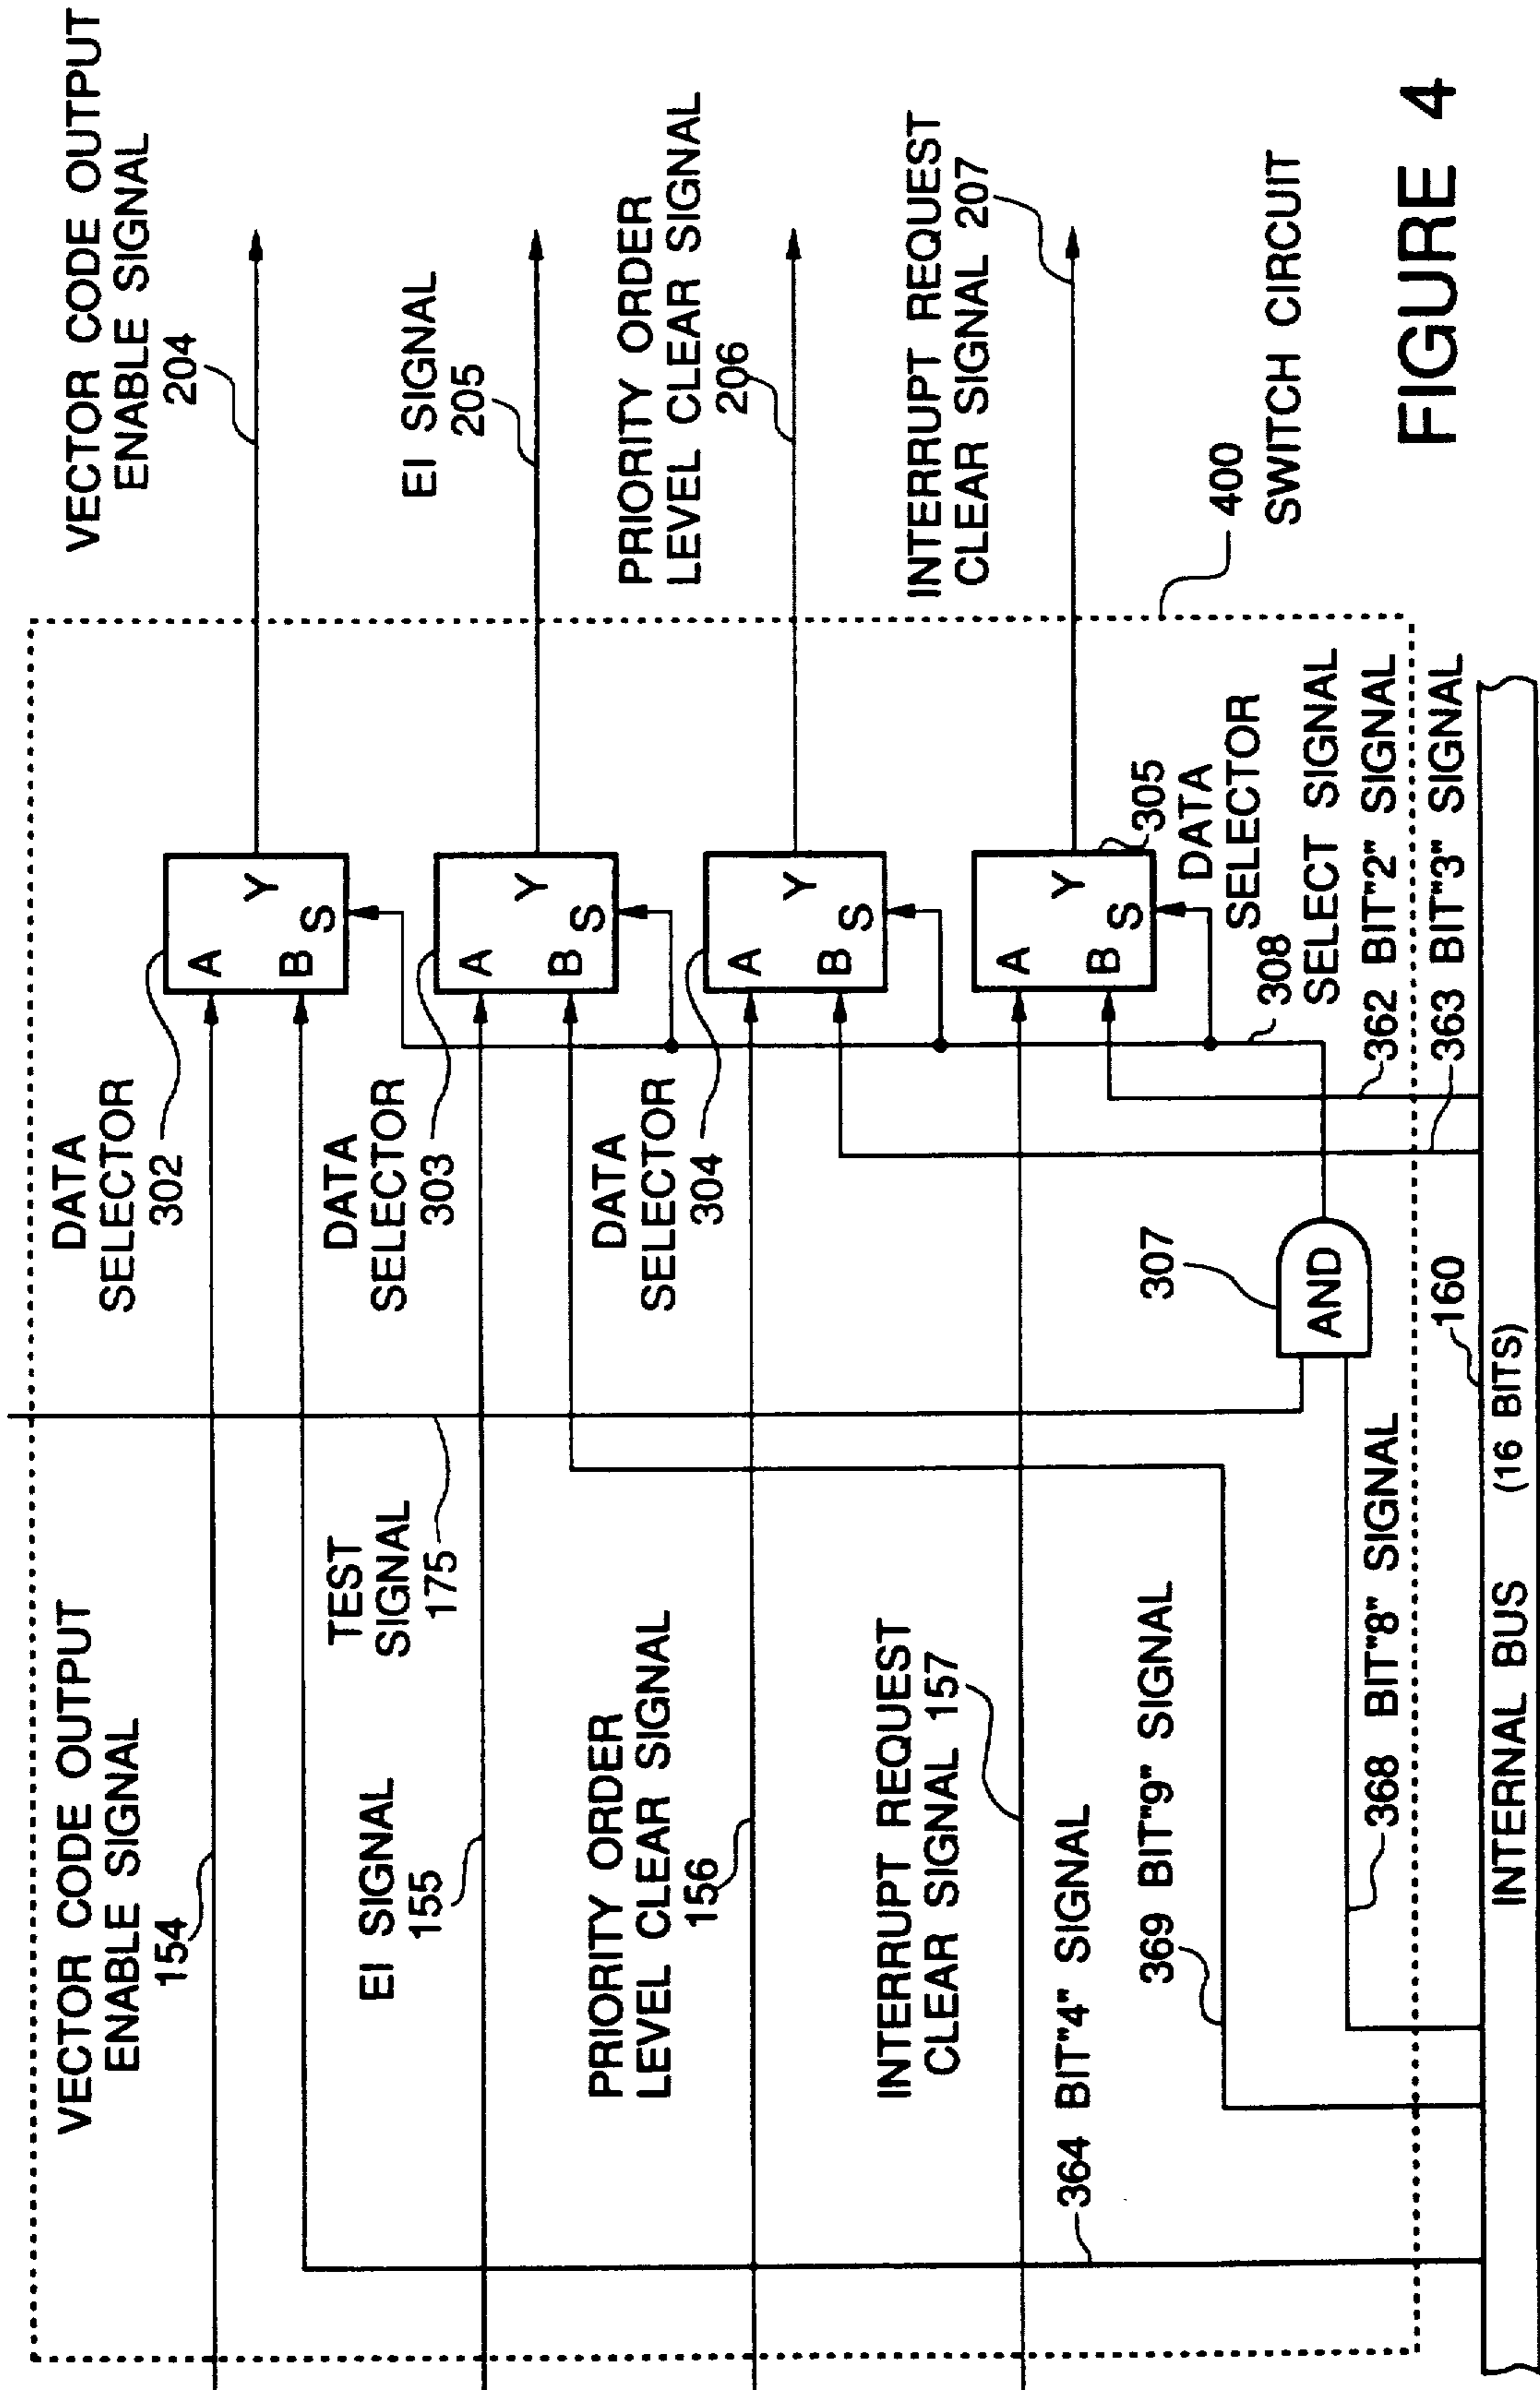 VECTOR CODE OUTPUT
ENABLE SIGNAL
154
DATA
SELECTOR
302
A
B
Y
S
VECTOR CODE OUTPUT
ENABLE SIGNAL
204
TEST
SIGNAL
175
EI SIGNAL
155
DATA
SELECTOR
303
A
B
Y
S
EI SIGNAL
205
PRIORITY ORDER
LEVEL CLEAR SIGNAL
156
DATA
SELECTOR
304
A
B
Y
S
PRIORITY ORDER
LEVEL CLEAR SIGNAL
206
INTERRUPT REQUEST
CLEAR SIGNAL 157
A
B
Y
S
305
DATA
SELECTOR
INTERRUPT REQUEST
CLEAR SIGNAL 207
364 BIT"4" SIGNAL
369 BIT"9" SIGNAL
368 BIT"8" SIGNAL
307
AND
308
SELECT SIGNAL
362 BIT"2" SIGNAL
363 BIT"3" SIGNAL
400
SWITCH CIRCUIT
160
INTERNAL BUS (16 BITS)
FIGURE 4